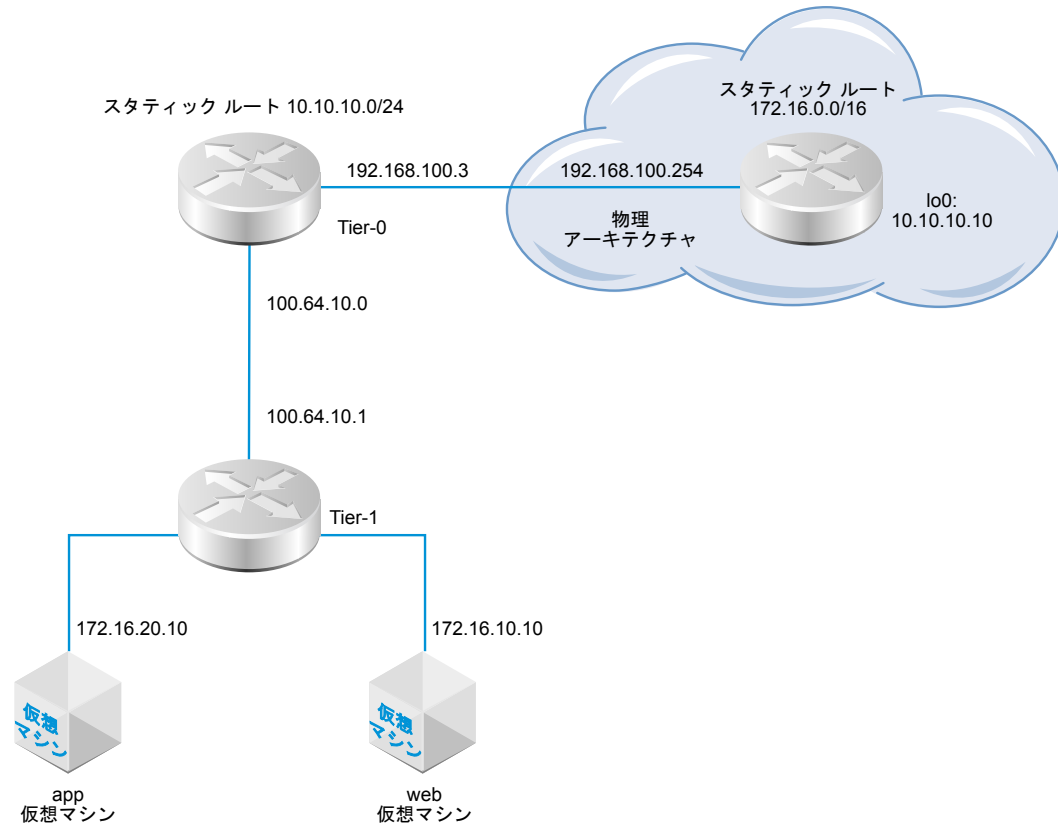 スタティック ルート 10.10.10.0/24
スタティック ルート
172.16.0.0/16
192.168.100.3
192.168.100.254
lo0:
10.10.10.10
Tier-0
物理
アーキテクチャ
100.64.10.0
100.64.10.1
Tier-1
172.16.20.10
172.16.10.10
仮想
マシン
仮想
マシン
app
仮想マシン
web
仮想マシン